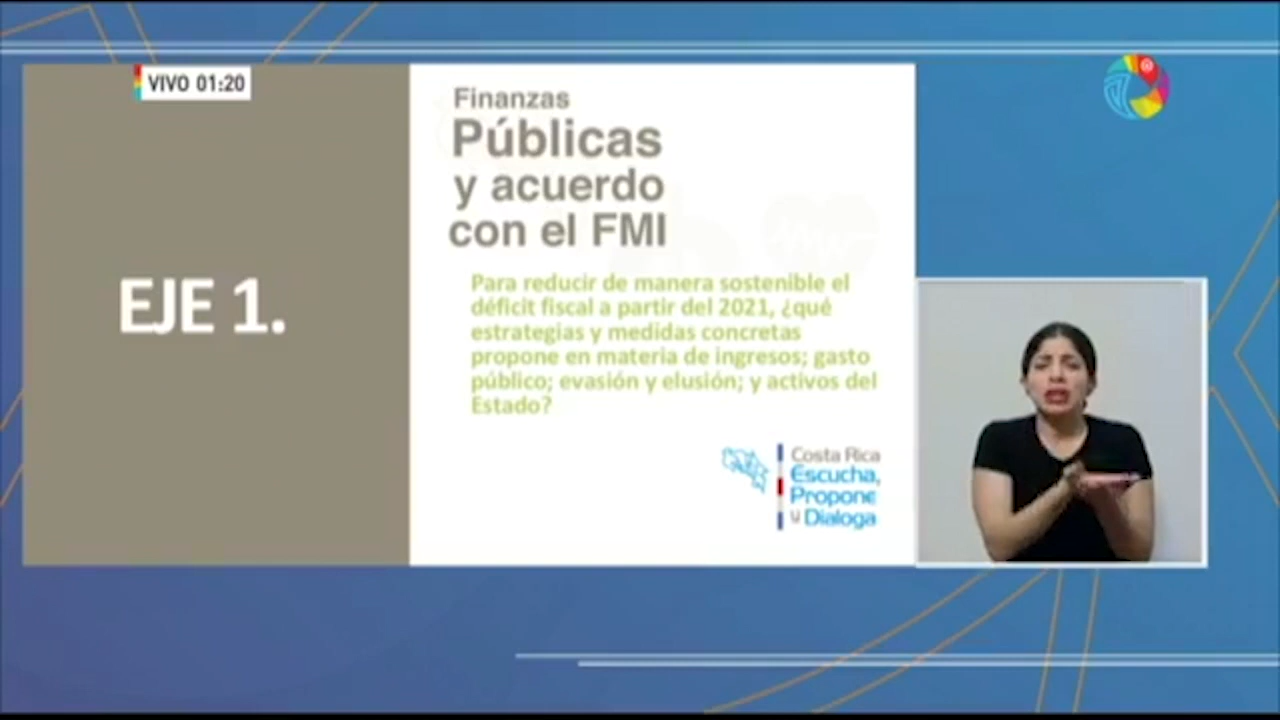 VIVO 01:20
EJE 1.
Finanzas
Públicas
y acuerdo
con el FMI
Para reducir de manera sostenible el
déficit fiscal a partir del 2021, ¿qué
estrategias y medidas concretas
propone en materia de ingresos; gasto
público; evasión y elusión; y activos del
Estado?
Costa Rica
Escucha,
Propone
y Dialoga